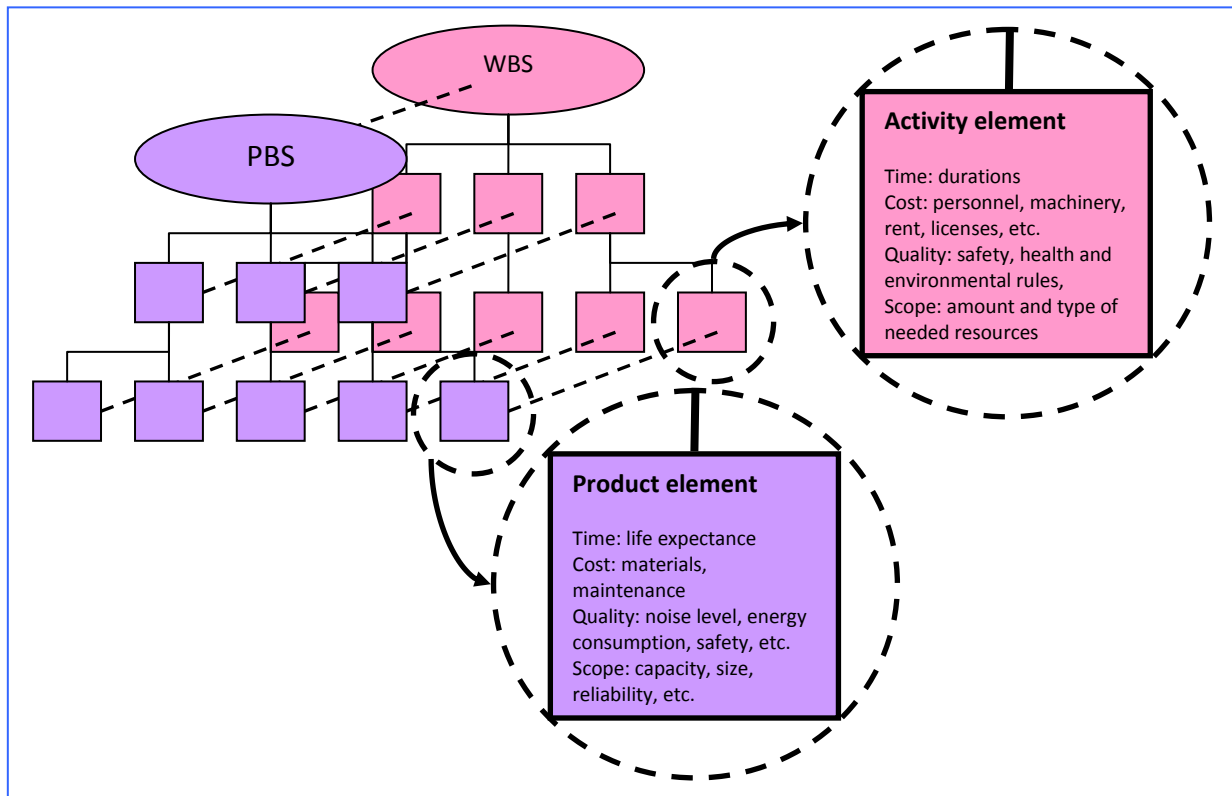 WBS
PBS
Activity element
Time: durations
Cost: personnel, machinery,
rent, licenses, etc.
Quality: safety, health and
environmental rules,
Scope: amount and type of
needed resources
Product element
Time: life expectance
Cost: materials,
maintenance
Quality: noise level, energy
consumption, safety, etc.
Scope: capacity, size,
reliability, etc.